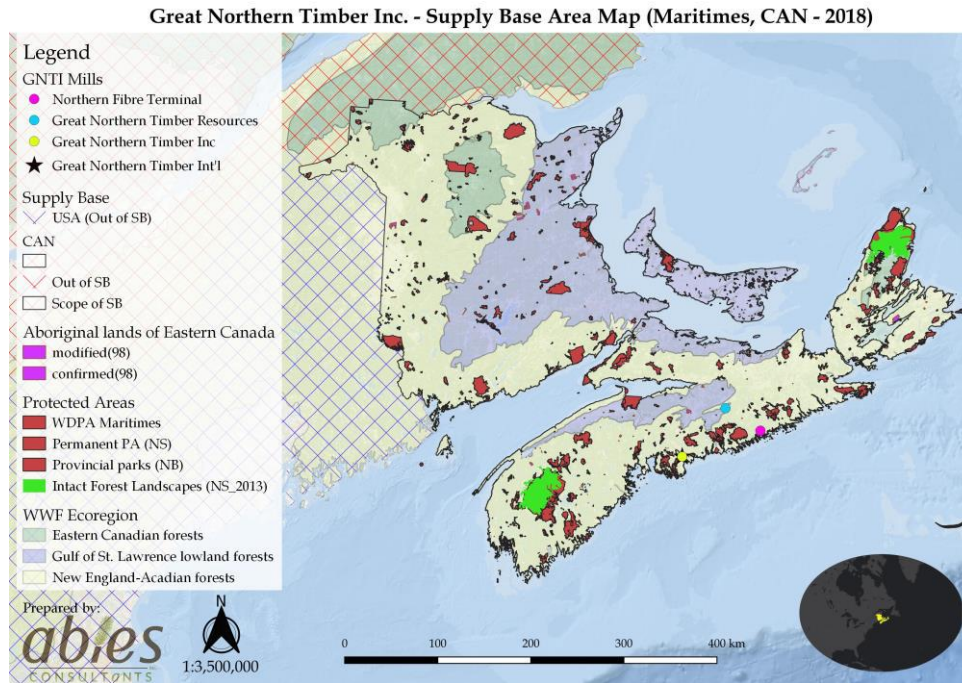 Great Northern Timber Inc. - Supply Base Area Map (Maritimes, CAN - 2018)
Legend
GNTI Mills
Northern Fibre Terminal
Great Northern Timber Resources
Great Northern Timber Inc
Great Northern Timber Int'l
Supply Base
USA (Out of SB)
CAN
Out of SB
Scope of SB
Aboriginal lands of Eastern Canada
modified(98)
confirmed(98)
Protected Areas
WDPA Maritimes
Permanent PA (NS)
Provincial parks (NB)
Intact Forest Landscapes (NS_2013)
WWF Ecoregion
Eastern Canadian forests
Gulf of St. Lawrence lowland forests
New England-Acadian forests
Prepared by:
abies
CONSULTANTS
N
1:3,500,000
0 100 200 300 400 km